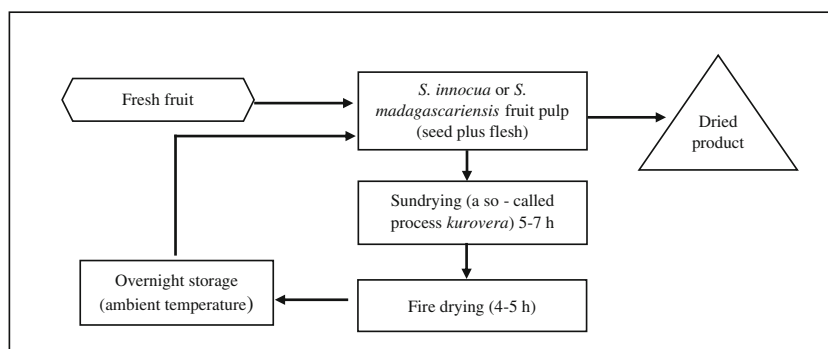 Fresh fruit
S. innocua or S.
madagascariensis fruit pulp
(seed plus flesh)
Dried
product
Sundrying (a so - called
process kurovera) 5-7 h
Overnight storage
(ambient temperature)
Fire drying (4-5 h)